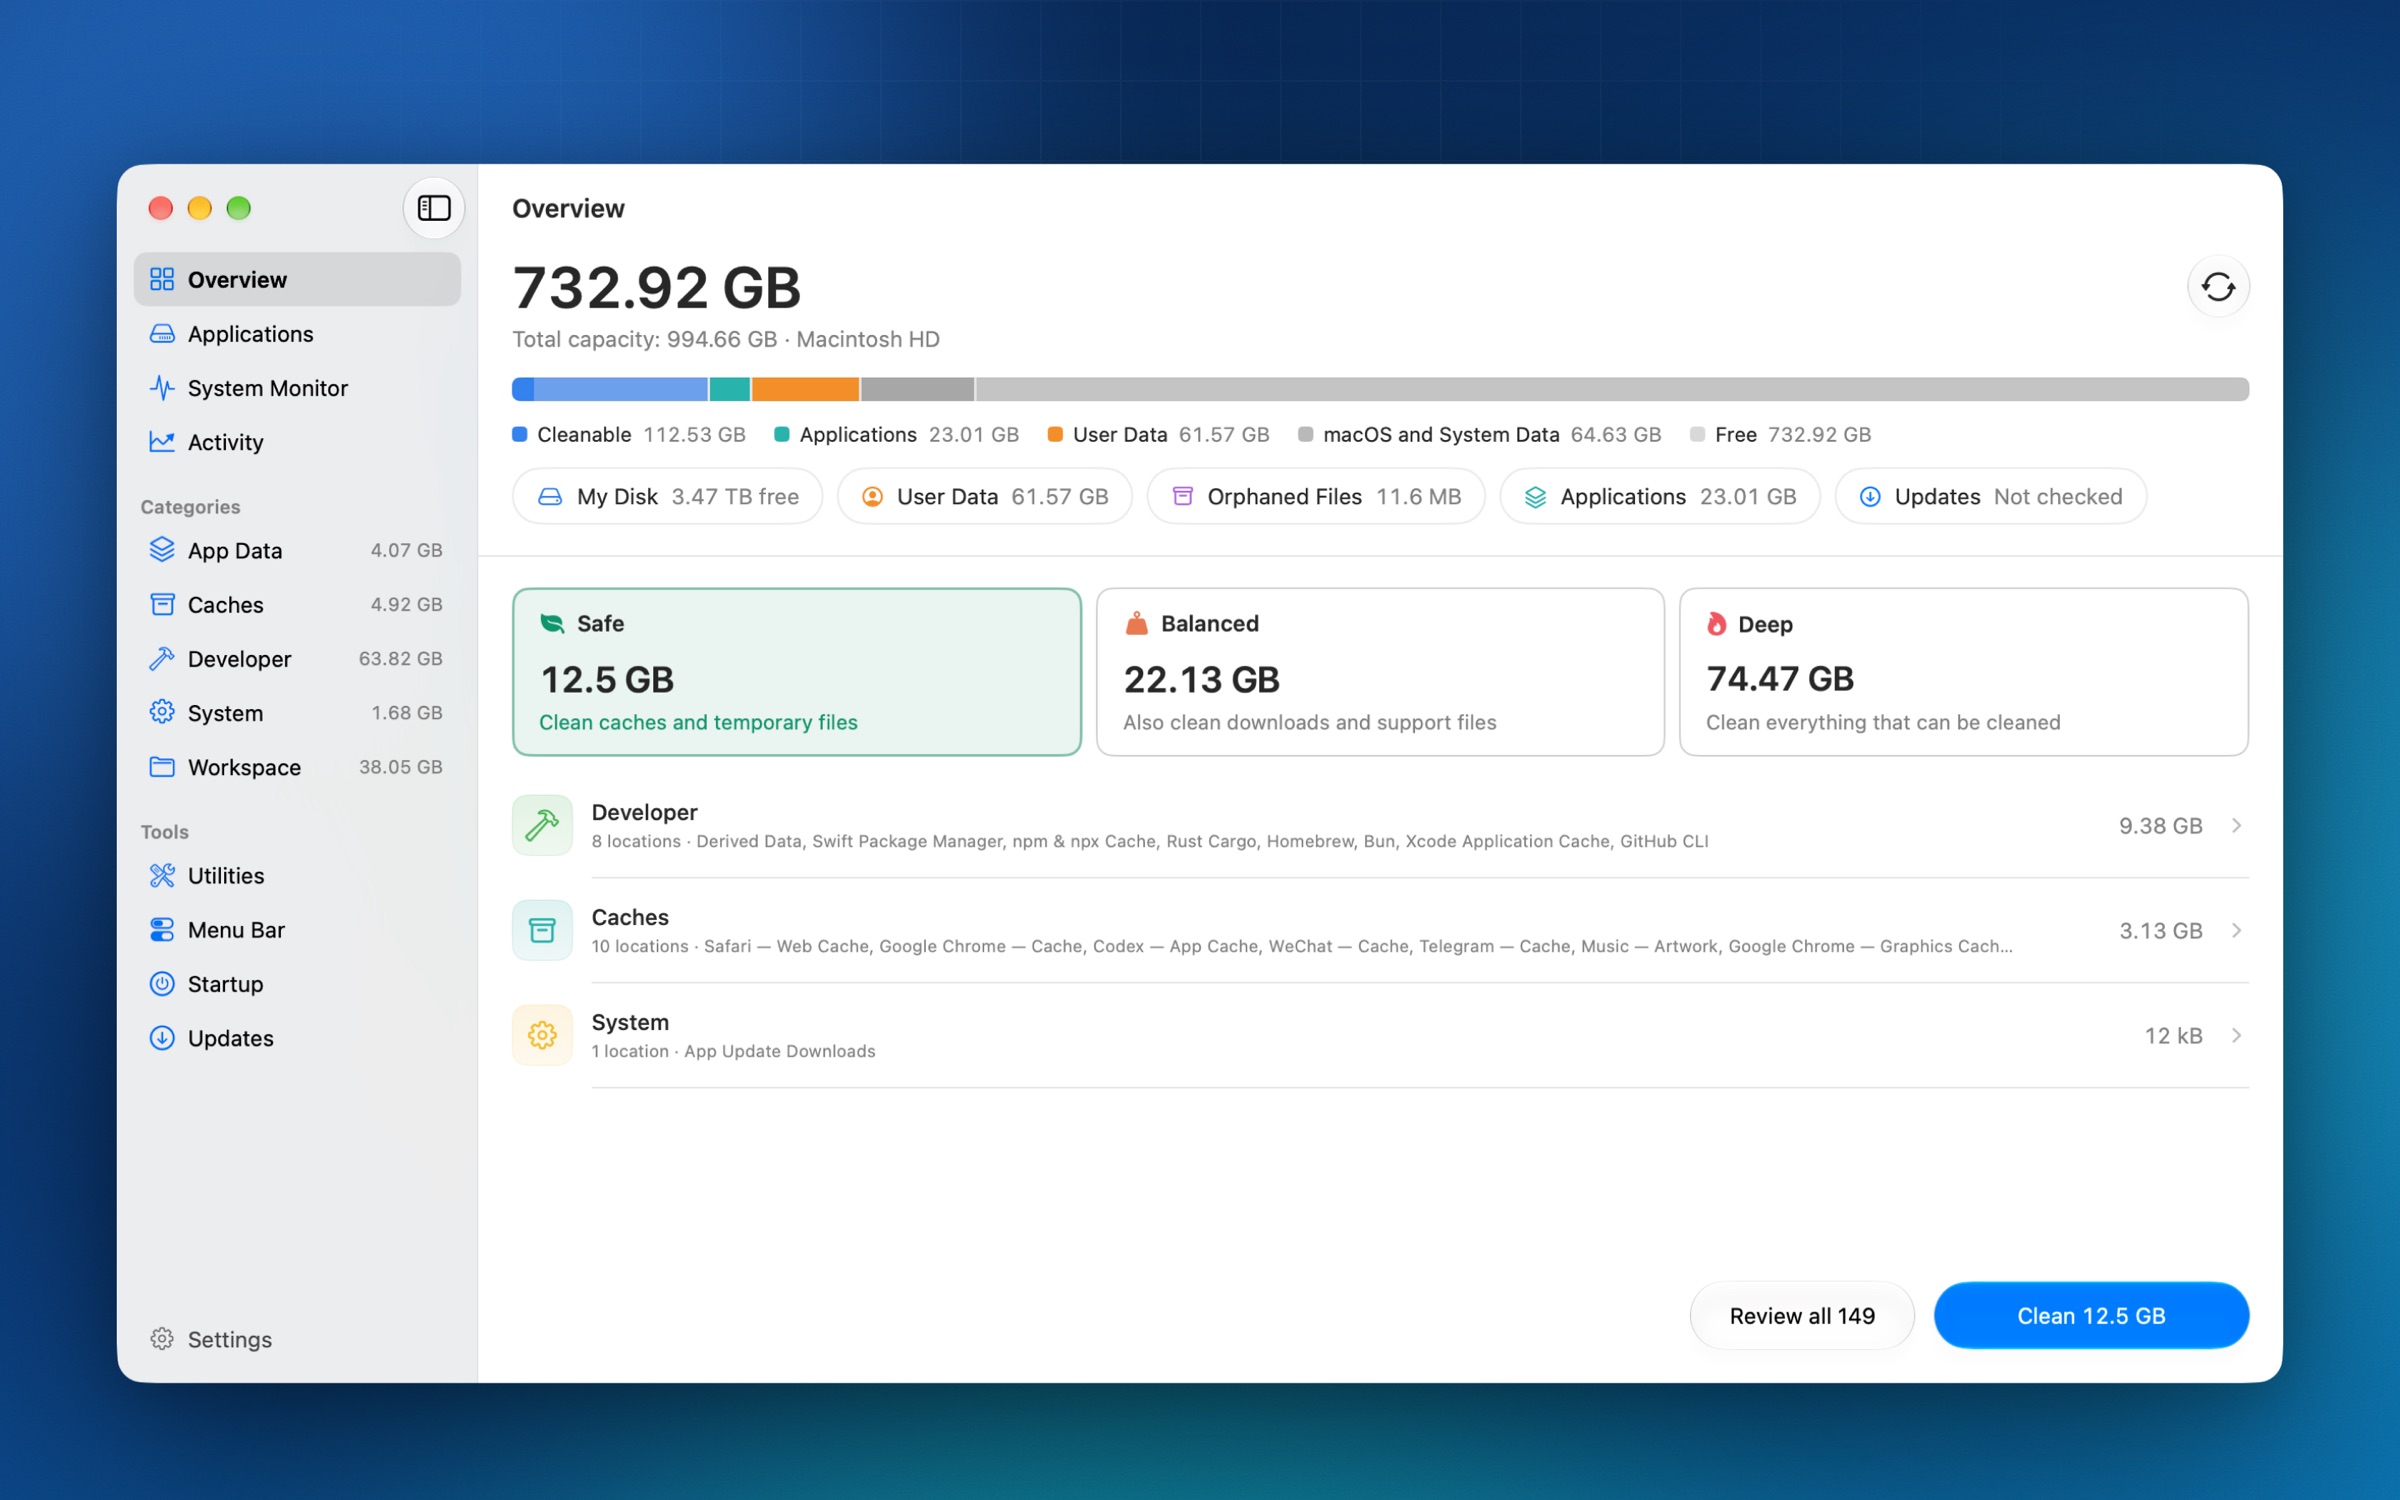 Overview
Applications
System Monitor
Activity
Categories
App Data 4.07 GB
Caches 4.92 GB
Developer 63.82 GB
System 1.68 GB
Workspace 38.05 GB
Tools
Utilities
Menu Bar
Startup
Updates
Settings
Overview
732.92 GB
Total capacity: 994.66 GB · Macintosh HD
Cleanable 112.53 GB Applications 23.01 GB User Data 61.57 GB macOS and System Data 64.63 GB Free 732.92 GB
My Disk 3.47 TB free User Data 61.57 GB Orphaned Files 11.6 MB Applications 23.01 GB Updates Not checked
Safe
12.5 GB
Clean caches and temporary files
Balanced
22.13 GB
Also clean downloads and support files
Deep
74.47 GB
Clean everything that can be cleaned
Developer
8 locations · Derived Data, Swift Package Manager, npm & npx Cache, Rust Cargo, Homebrew, Bun, Xcode Application Cache, GitHub CLI
9.38 GB
Caches
10 locations · Safari — Web Cache, Google Chrome — Cache, Codex — App Cache, WeChat — Cache, Telegram — Cache, Music — Artwork, Google Chrome — Graphics Cach...
3.13 GB
System
1 location · App Update Downloads
12 kB
Review all 149
Clean 12.5 GB